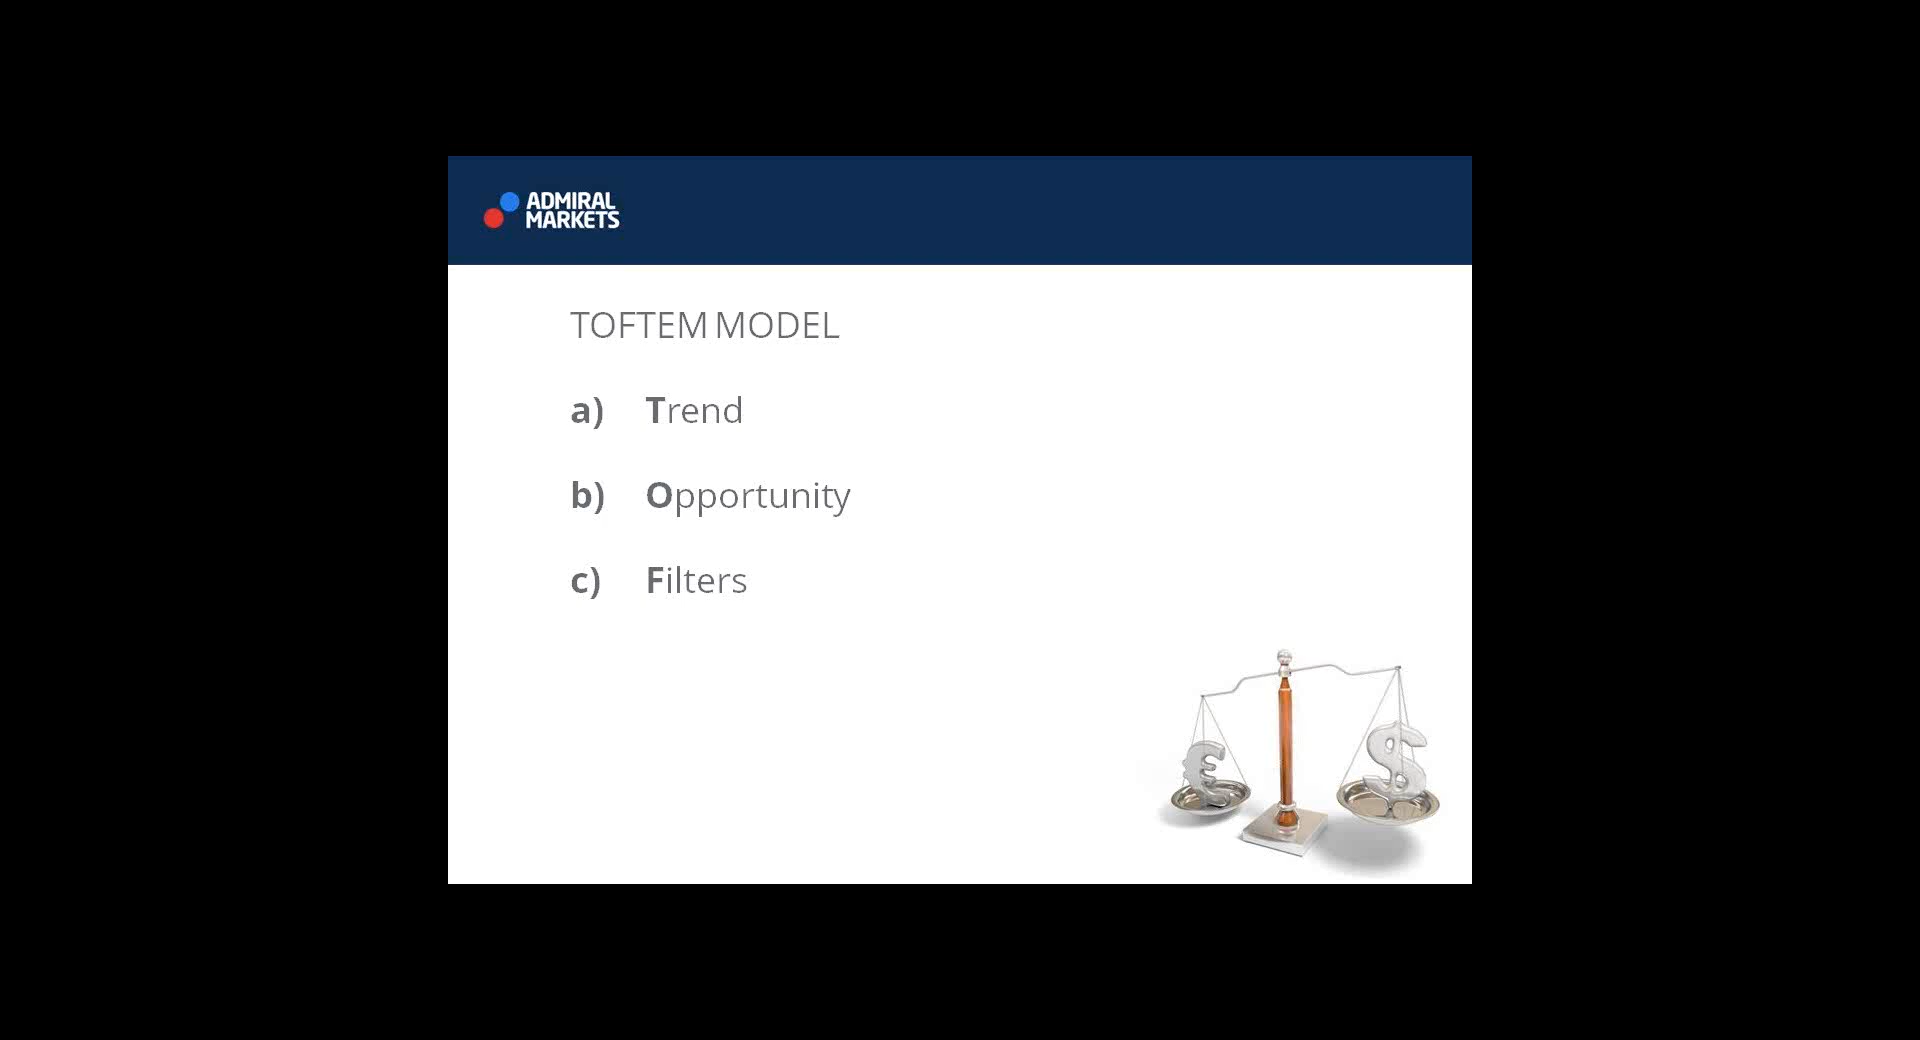 ADMIRAL
MARKETS
TOFTEM MODEL
a) Trend
b) Opportunity
c) Filters
€
$